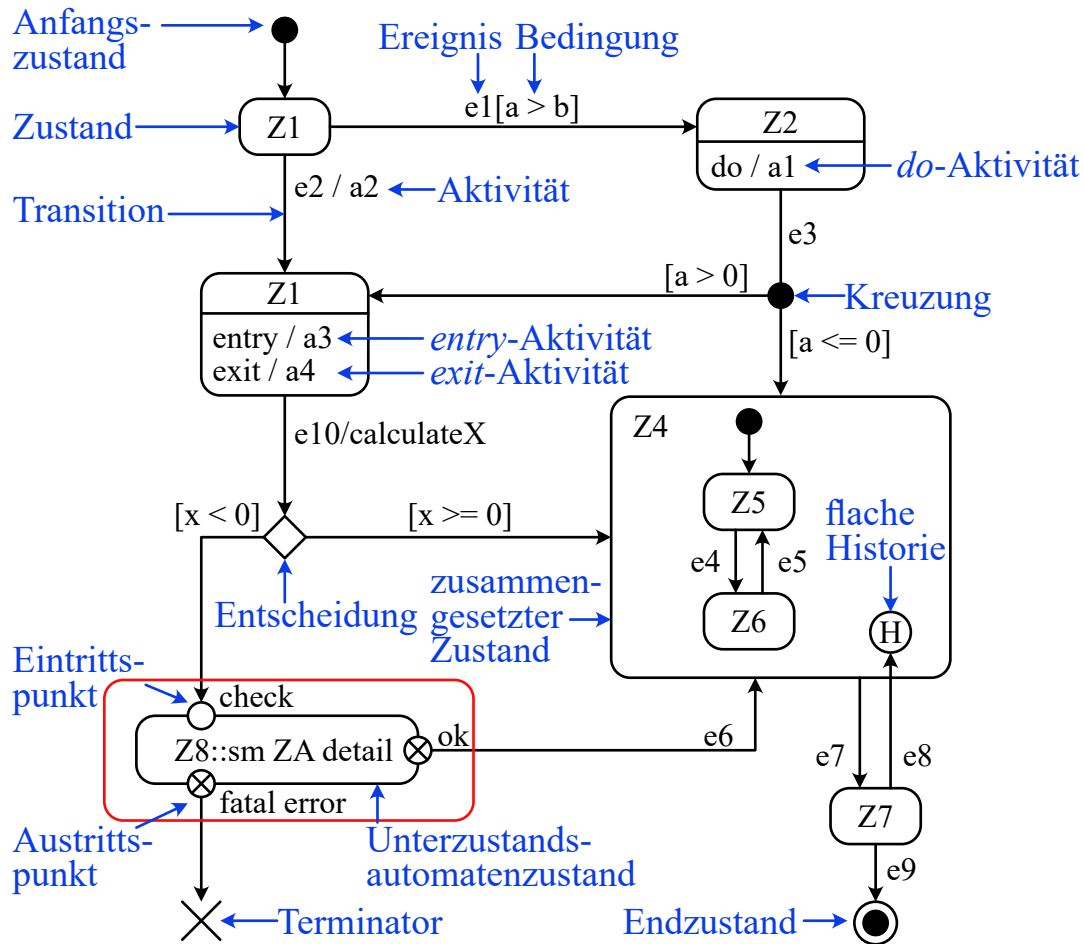 Anfangs-
zustand
Ereignis Bedingung
e1[a > b]
Zustand
Z1
Z2
do / a1
do-Aktivität
e2 / a2
Aktivität
Transition
e3
Z1
[a > 0]
Kreuzung
entry / a3
entry-Aktivität
exit / a4
exit-Aktivität
[a <= 0]
e10/calculateX
Z4
Z5
[x < 0]
[x >= 0]
flache
Historie
e4
e5
Entscheidung
zusammen-
gesetzter
Zustand
Z6
H
Eintritts-
punkt
check
Z8::sm ZA detail
ok
e6
e7
e8
fatal error
Z7
Austritts-
punkt
Unterzustands-
automatenzustand
e9
Terminator
Endzustand